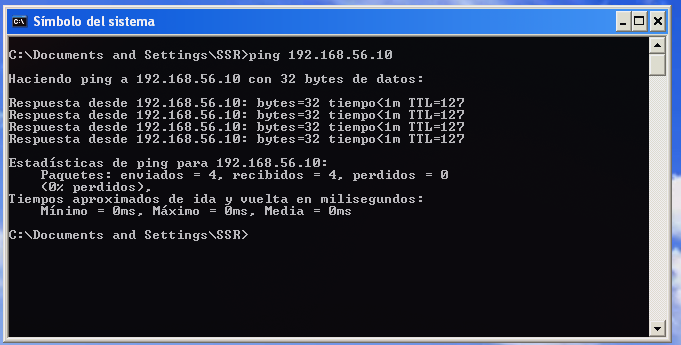 Símbolo del sistema
C:\Documents and Settings\SSR>ping 192.168.56.10
Haciendo ping a 192.168.56.10 con 32 bytes de datos:
Respuesta desde 192.168.56.10: bytes=32 tiempo<1m TTL=127
Respuesta desde 192.168.56.10: bytes=32 tiempo<1m TTL=127
Respuesta desde 192.168.56.10: bytes=32 tiempo<1m TTL=127
Respuesta desde 192.168.56.10: bytes=32 tiempo<1m TTL=127
Estadísticas de ping para 192.168.56.10:
    Paquetes: enviados = 4, recibidos = 4, perdidos = 0
    (0% perdidos),
Tiempos aproximados de ida y vuelta en milisegundos:
    Mínimo = 0ms, Máximo = 0ms, Media = 0ms
C:\Documents and Settings\SSR>